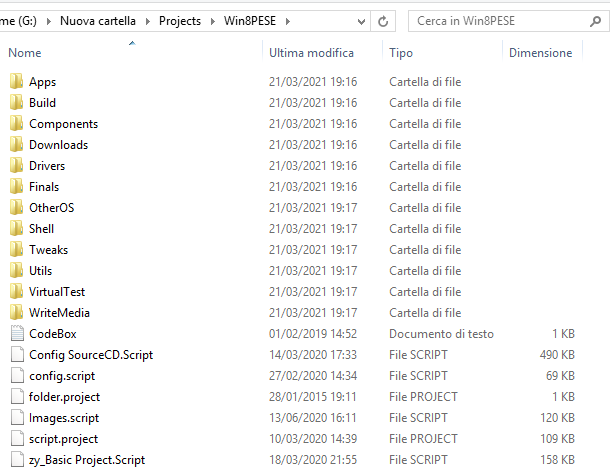 me (G:) Nuova cartella Projects Win8PESE Cerca in Win8PESE
Nome Ultima modifica Tipo Dimensione
Apps 21/03/2021 19:16 Cartella di file
Build 21/03/2021 19:16 Cartella di file
Components 21/03/2021 19:16 Cartella di file
Downloads 21/03/2021 19:16 Cartella di file
Drivers 21/03/2021 19:16 Cartella di file
Finals 21/03/2021 19:16 Cartella di file
OtherOS 21/03/2021 19:17 Cartella di file
Shell 21/03/2021 19:17 Cartella di file
Tweaks 21/03/2021 19:17 Cartella di file
Utils 21/03/2021 19:17 Cartella di file
VirtualTest 21/03/2021 19:17 Cartella di file
WriteMedia 21/03/2021 19:17 Cartella di file
CodeBox 01/02/2019 14:52 Documento di testo 1 KB
Config SourceCD.Script 14/03/2020 17:33 File SCRIPT 490 KB
config.script 27/02/2020 14:34 File SCRIPT 69 KB
folder.project 28/01/2015 19:11 File PROJECT 1 KB
Images.script 13/06/2020 16:11 File SCRIPT 120 KB
script.project 10/03/2020 14:39 File PROJECT 109 KB
zy_Basic Project.Script 18/03/2020 21:55 File SCRIPT 158 KB